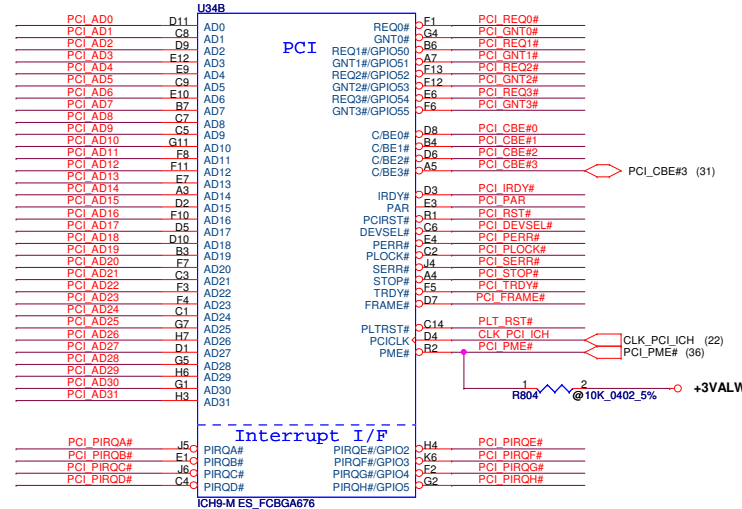 U34B
PCI
PCI_AD0 D11 AD0
PCI_AD1 C8 AD1
PCI_AD2 D9 AD2
PCI_AD3 E12 AD3
PCI_AD4 E9 AD4
PCI_AD5 C9 AD5
PCI_AD6 E10 AD6
PCI_AD7 B7 AD7
PCI_AD8 C7 AD8
PCI_AD9 C5 AD9
PCI_AD10 G11 AD10
PCI_AD11 F8 AD11
PCI_AD12 F11 AD12
PCI_AD13 E7 AD13
PCI_AD14 A3 AD14
PCI_AD15 D2 AD15
PCI_AD16 F10 AD16
PCI_AD17 D5 AD17
PCI_AD18 D10 AD18
PCI_AD19 B3 AD19
PCI_AD20 F7 AD20
PCI_AD21 C3 AD21
PCI_AD22 F3 AD22
PCI_AD23 F4 AD23
PCI_AD24 C1 AD24
PCI_AD25 G7 AD25
PCI_AD26 H7 AD26
PCI_AD27 D1 AD27
PCI_AD28 G5 AD28
PCI_AD29 H6 AD29
PCI_AD30 G1 AD30
PCI_AD31 H3 AD31
REQ0# F1 PCI_REQ0#
GNT0# G4 PCI_GNT0#
REQ1#/GPIO50 B6 PCI_REQ1#
GNT1#/GPIO51 A7 PCI_GNT1#
REQ2#/GPIO52 F13 PCI_REQ2#
GNT2#/GPIO53 F12 PCI_GNT2#
REQ3#/GPIO54 E6 PCI_REQ3#
GNT3#/GPIO55 F6 PCI_GNT3#
C/BE0# D8 PCI_CBE#0
C/BE1# B4 PCI_CBE#1
C/BE2# D6 PCI_CBE#2
C/BE3# A5 PCI_CBE#3 PCI_CBE#3 (31)
IRDY# D3 PCI_IRDY#
PAR E3 PCI_PAR
PCIRST# R1 PCI_RST#
DEVSEL# C6 PCI_DEVSEL#
PERR# E4 PCI_PERR#
PLOCK# C2 PCI_PLOCK#
SERR# J4 PCI_SERR#
STOP# A4 PCI_STOP#
TRDY# F5 PCI_TRDY#
FRAME# D7 PCI_FRAME#
PLTRST# C14 PLT_RST#
PCICLK D4 CLK_PCI_ICH CLK_PCI_ICH (22)
PME# R2 PCI_PME# PCI_PME# (36)
1 2 +3VALW
R804 @10K_0402_5%
Interrupt I/F
PCI_PIRQA# J5 PIRQA# PIRQE#/GPIO2 H4 PCI_PIRQE#
PCI_PIRQB# E1 PIRQB# PIRQF#/GPIO3 K6 PCI_PIRQF#
PCI_PIRQC# J6 PIRQC# PIRQG#/GPIO4 F2 PCI_PIRQG#
PCI_PIRQD# C4 PIRQD# PIRQH#/GPIO5 G2 PCI_PIRQH#
ICH9-M ES_FCBGA676